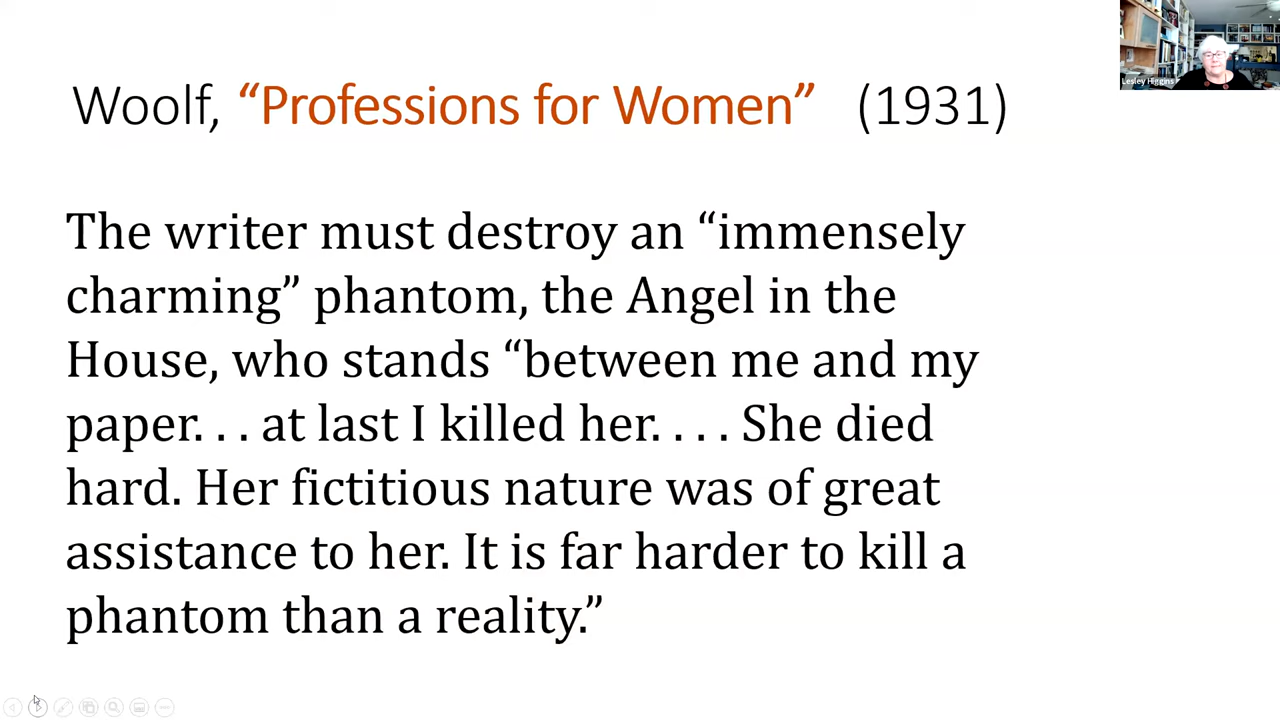 Lesley Higgins
Woolf, “Professions for Women” (1931)
The writer must destroy an “immensely
charming” phantom, the Angel in the
House, who stands “between me and my
paper. . . at last I killed her. . . . She died
hard. Her fictitious nature was of great
assistance to her. It is far harder to kill a
phantom than a reality.”